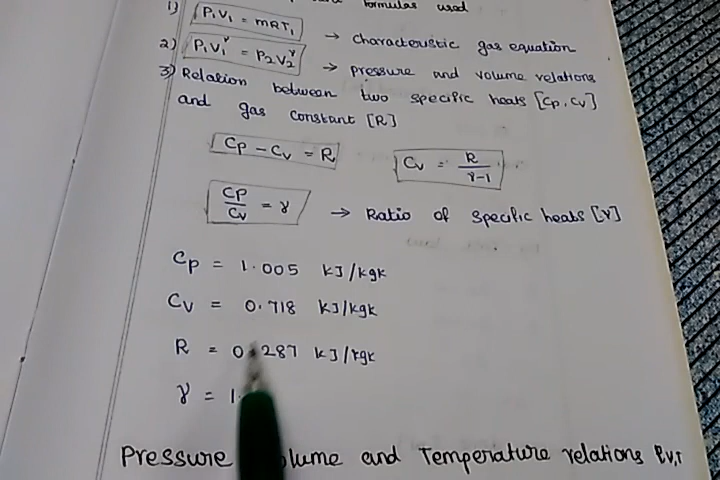 formulas used
1) P₁V₁ = mRT₁ → characteristic gas equation
2) P₁V₁^γ = P₂V₂^γ → pressure and volume relations
3) Relation between two specific heats [Cp, Cv]
and gas constant [R]
Cp - Cv = R Cv = R/γ-1
Cp/Cv = γ → Ratio of specific heats [γ]
Cp = 1.005 kJ/kgk
Cv = 0.718 kJ/kgk
R = 0.287 kJ/kgk
γ = 1.
Pressure and Temperature relations P,V,T